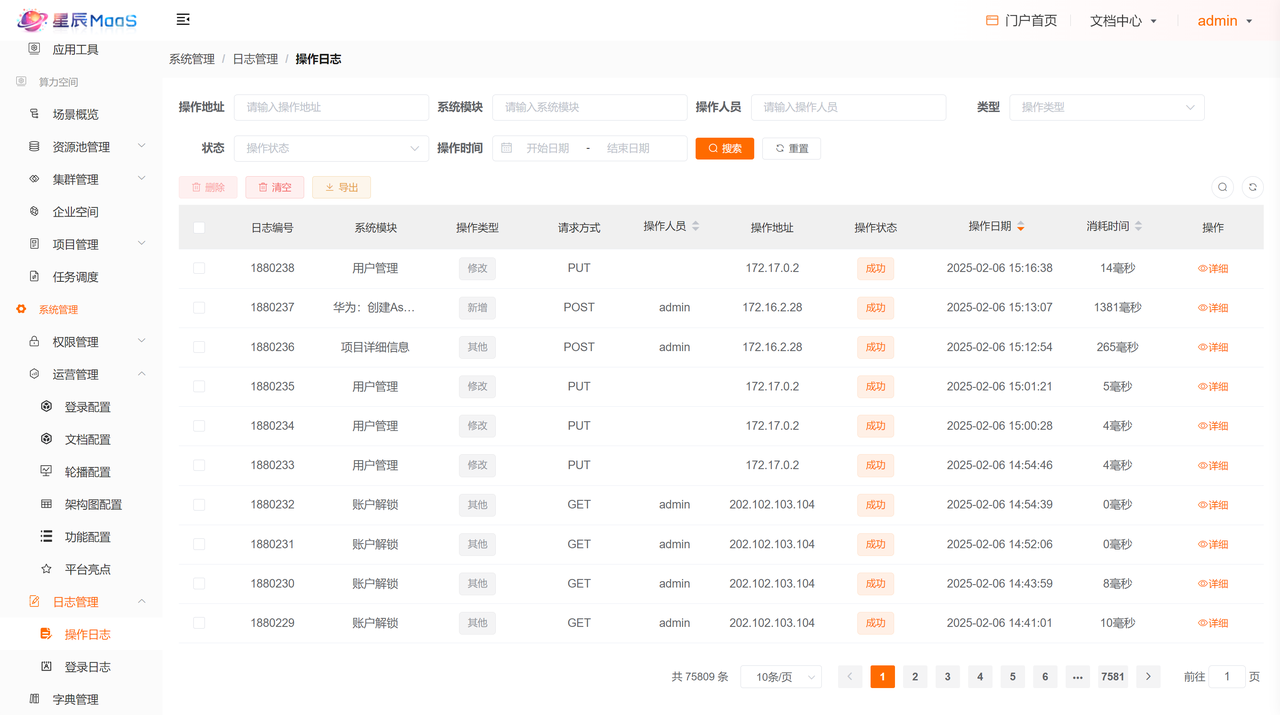 星辰MaaS
门户首页 文档中心 admin
应用工具
算力空间
场景概览
资源池管理
集群管理
企业空间
项目管理
任务调度
系统管理
权限管理
运营管理
登录配置
文档配置
轮播配置
架构图配置
功能配置
平台亮点
日志管理
操作日志
登录日志
字典管理
系统管理 / 日志管理 / 操作日志
操作地址 请输入操作地址 系统模块 请输入系统模块 操作人员 请输入操作人员 类型 操作类型
状态 操作状态 操作时间 开始日期 - 结束日期 搜索 重置
删除 清空 导出
日志编号 系统模块 操作类型 请求方式 操作人员 操作地址 操作状态 操作日期 消耗时间 操作
1880238 用户管理 修改 PUT 172.17.0.2 成功 2025-02-06 15:16:38 14毫秒 详细
1880237 华为：创建As... 新增 POST admin 172.16.2.28 成功 2025-02-06 15:13:07 1381毫秒 详细
1880236 项目详细信息 其他 POST admin 172.16.2.28 成功 2025-02-06 15:12:54 265毫秒 详细
1880235 用户管理 修改 PUT 172.17.0.2 成功 2025-02-06 15:01:21 5毫秒 详细
1880234 用户管理 修改 PUT 172.17.0.2 成功 2025-02-06 15:00:28 4毫秒 详细
1880233 用户管理 修改 PUT 172.17.0.2 成功 2025-02-06 14:54:46 4毫秒 详细
1880232 账户解锁 其他 GET admin 202.102.103.104 成功 2025-02-06 14:54:39 0毫秒 详细
1880231 账户解锁 其他 GET admin 202.102.103.104 成功 2025-02-06 14:52:06 0毫秒 详细
1880230 账户解锁 其他 GET admin 202.102.103.104 成功 2025-02-06 14:43:59 8毫秒 详细
1880229 账户解锁 其他 GET admin 202.102.103.104 成功 2025-02-06 14:41:01 10毫秒 详细
共 75809 条 10条/页 1 2 3 4 5 6 ... 7581 前往 1 页